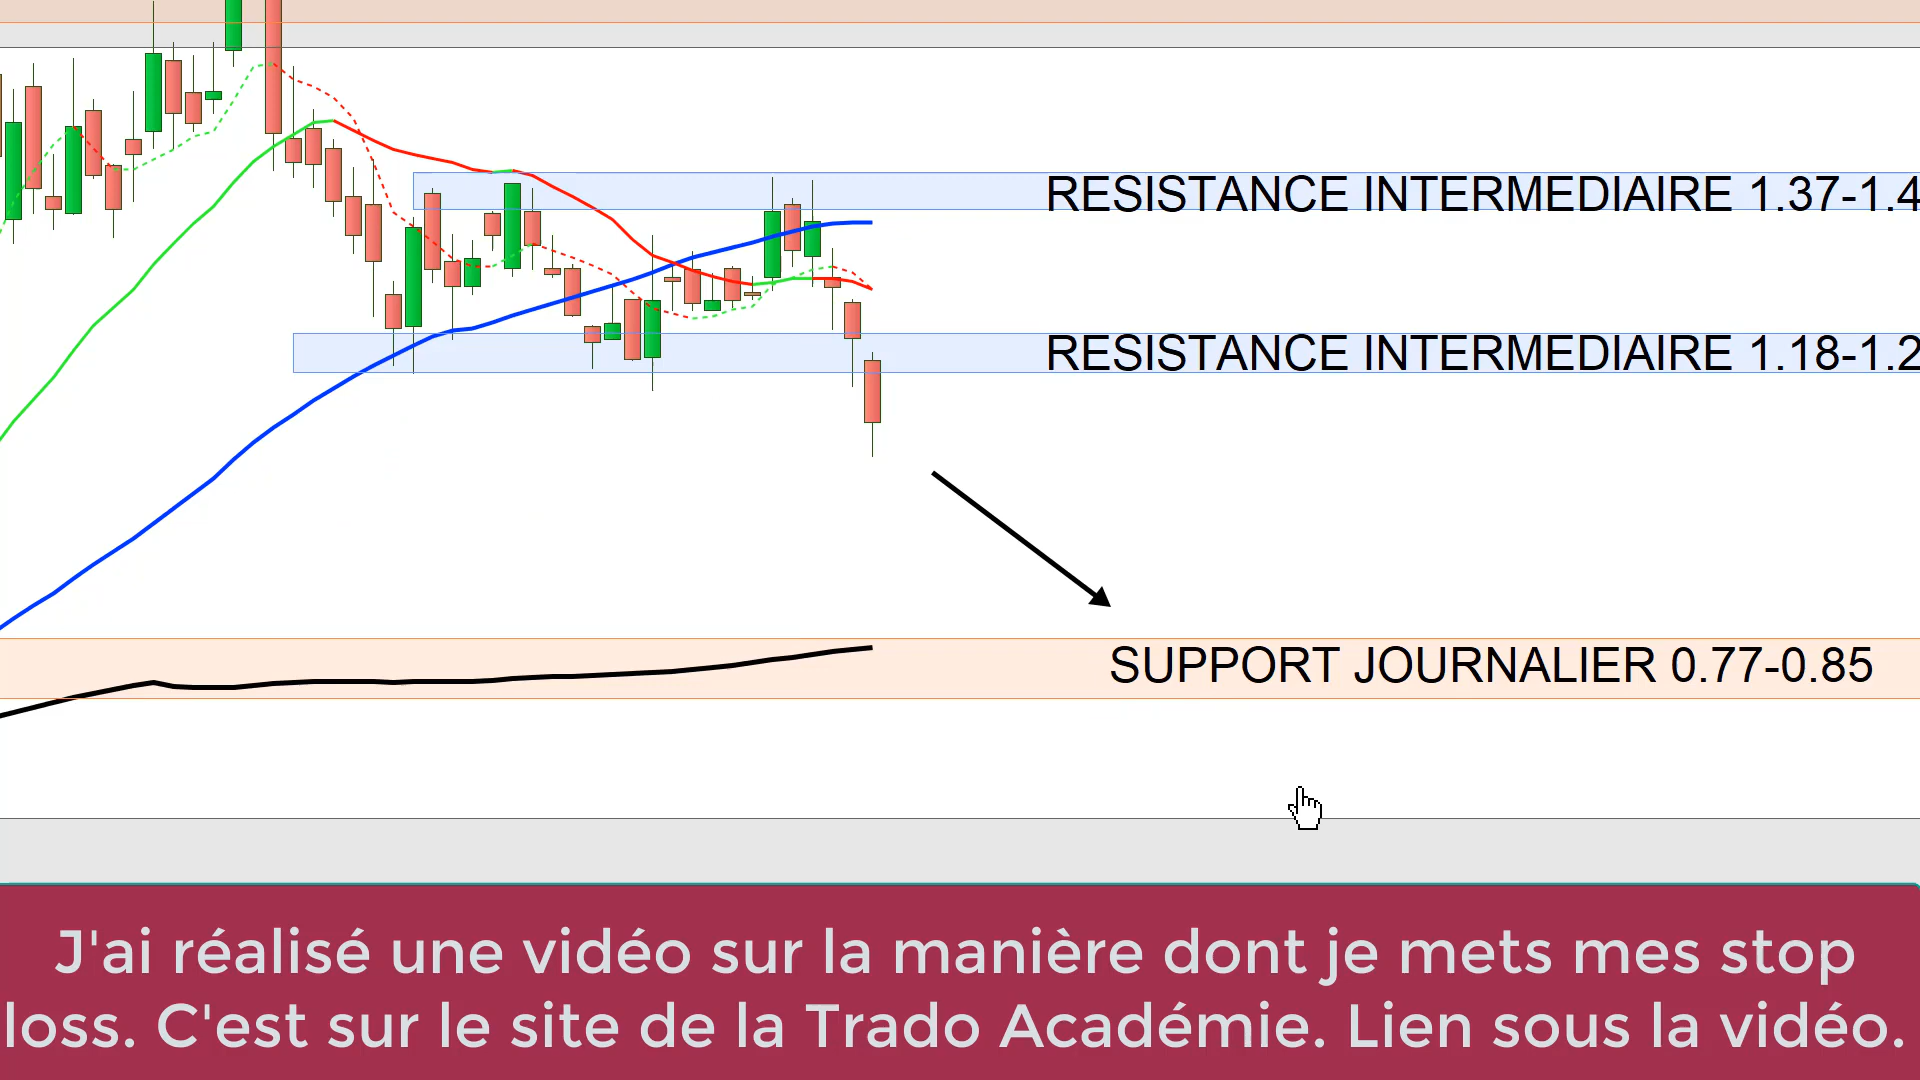 RESISTANCE INTERMEDIAIRE 1.37-1.4
RESISTANCE INTERMEDIAIRE 1.18-1.2
SUPPORT JOURNALIER 0.77-0.85
J'ai réalisé une vidéo sur la manière dont je mets mes stop
loss. C'est sur le site de la Trado Académie. Lien sous la vidéo.